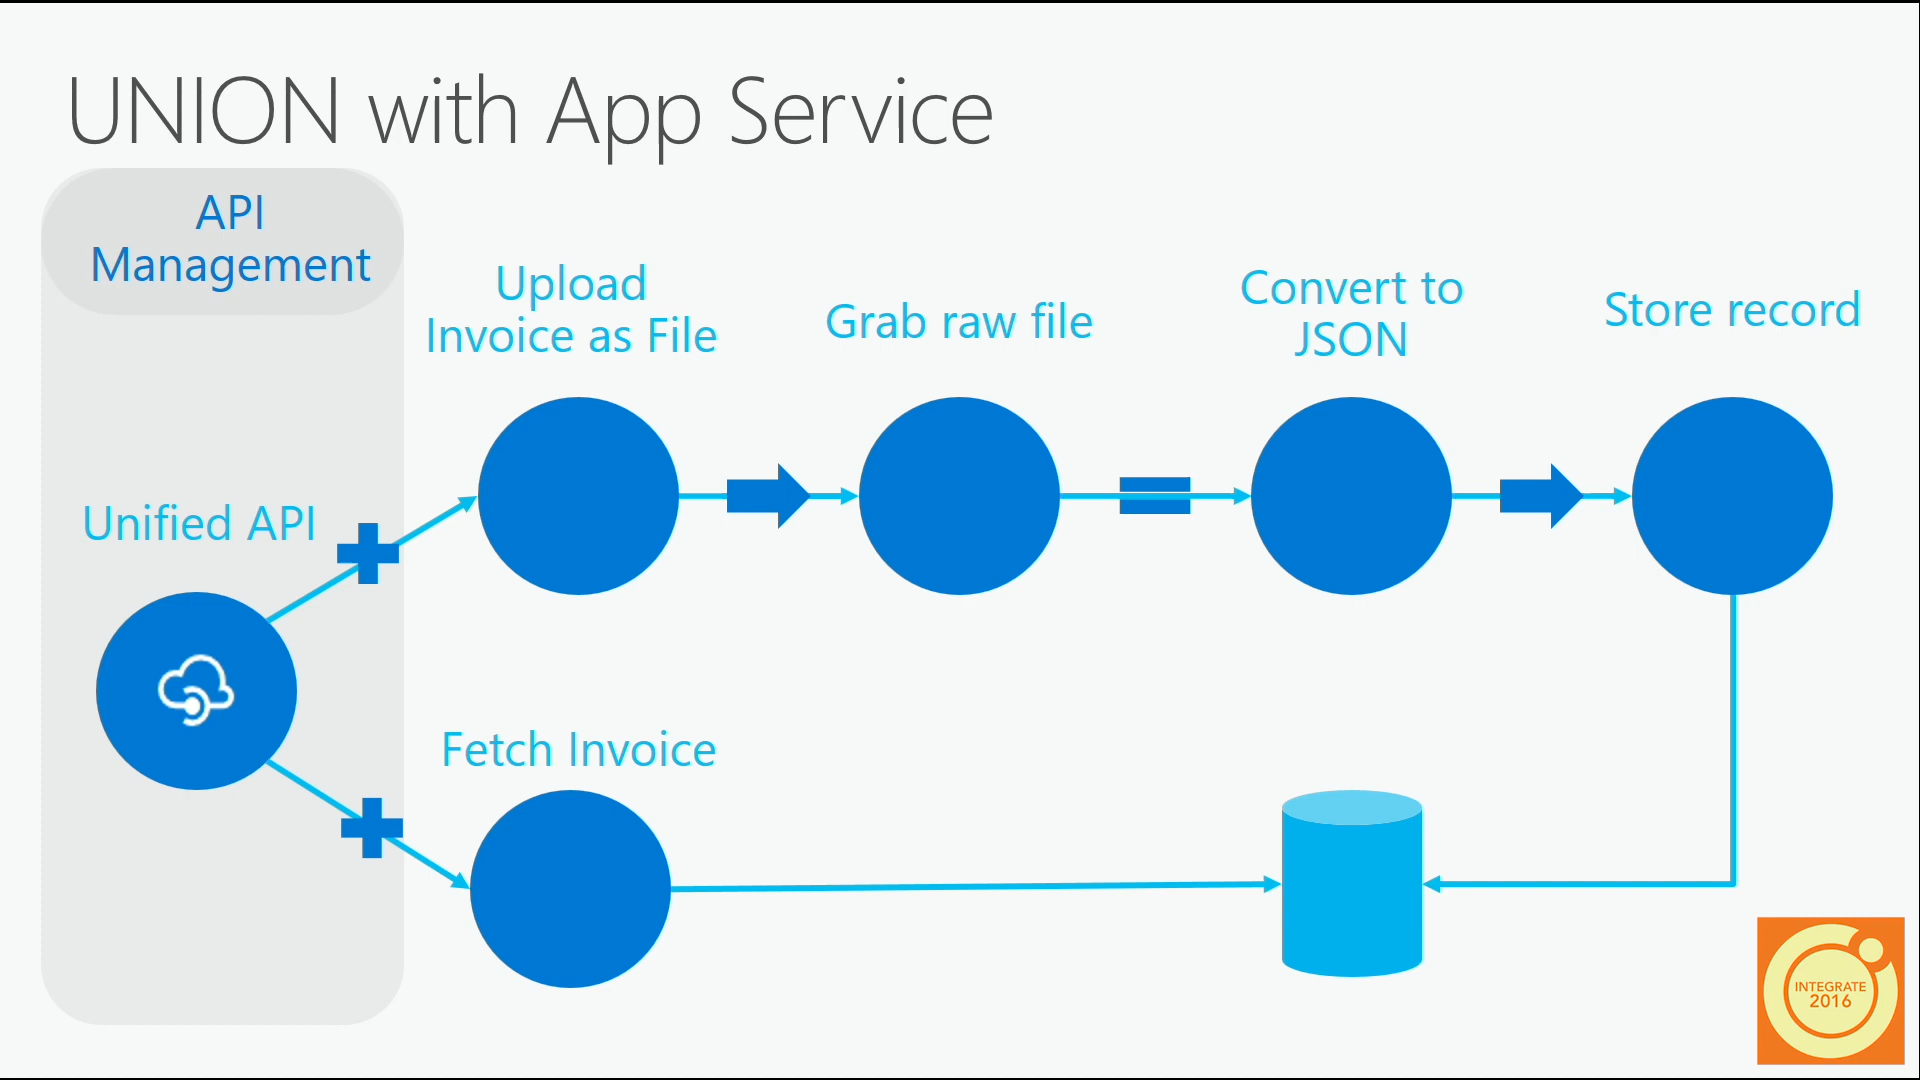 UNION with App Service
API
Management
Upload
Invoice as File
Grab raw file
Convert to
JSON
Store record
Unified API
Fetch Invoice
INTEGRATE
2016